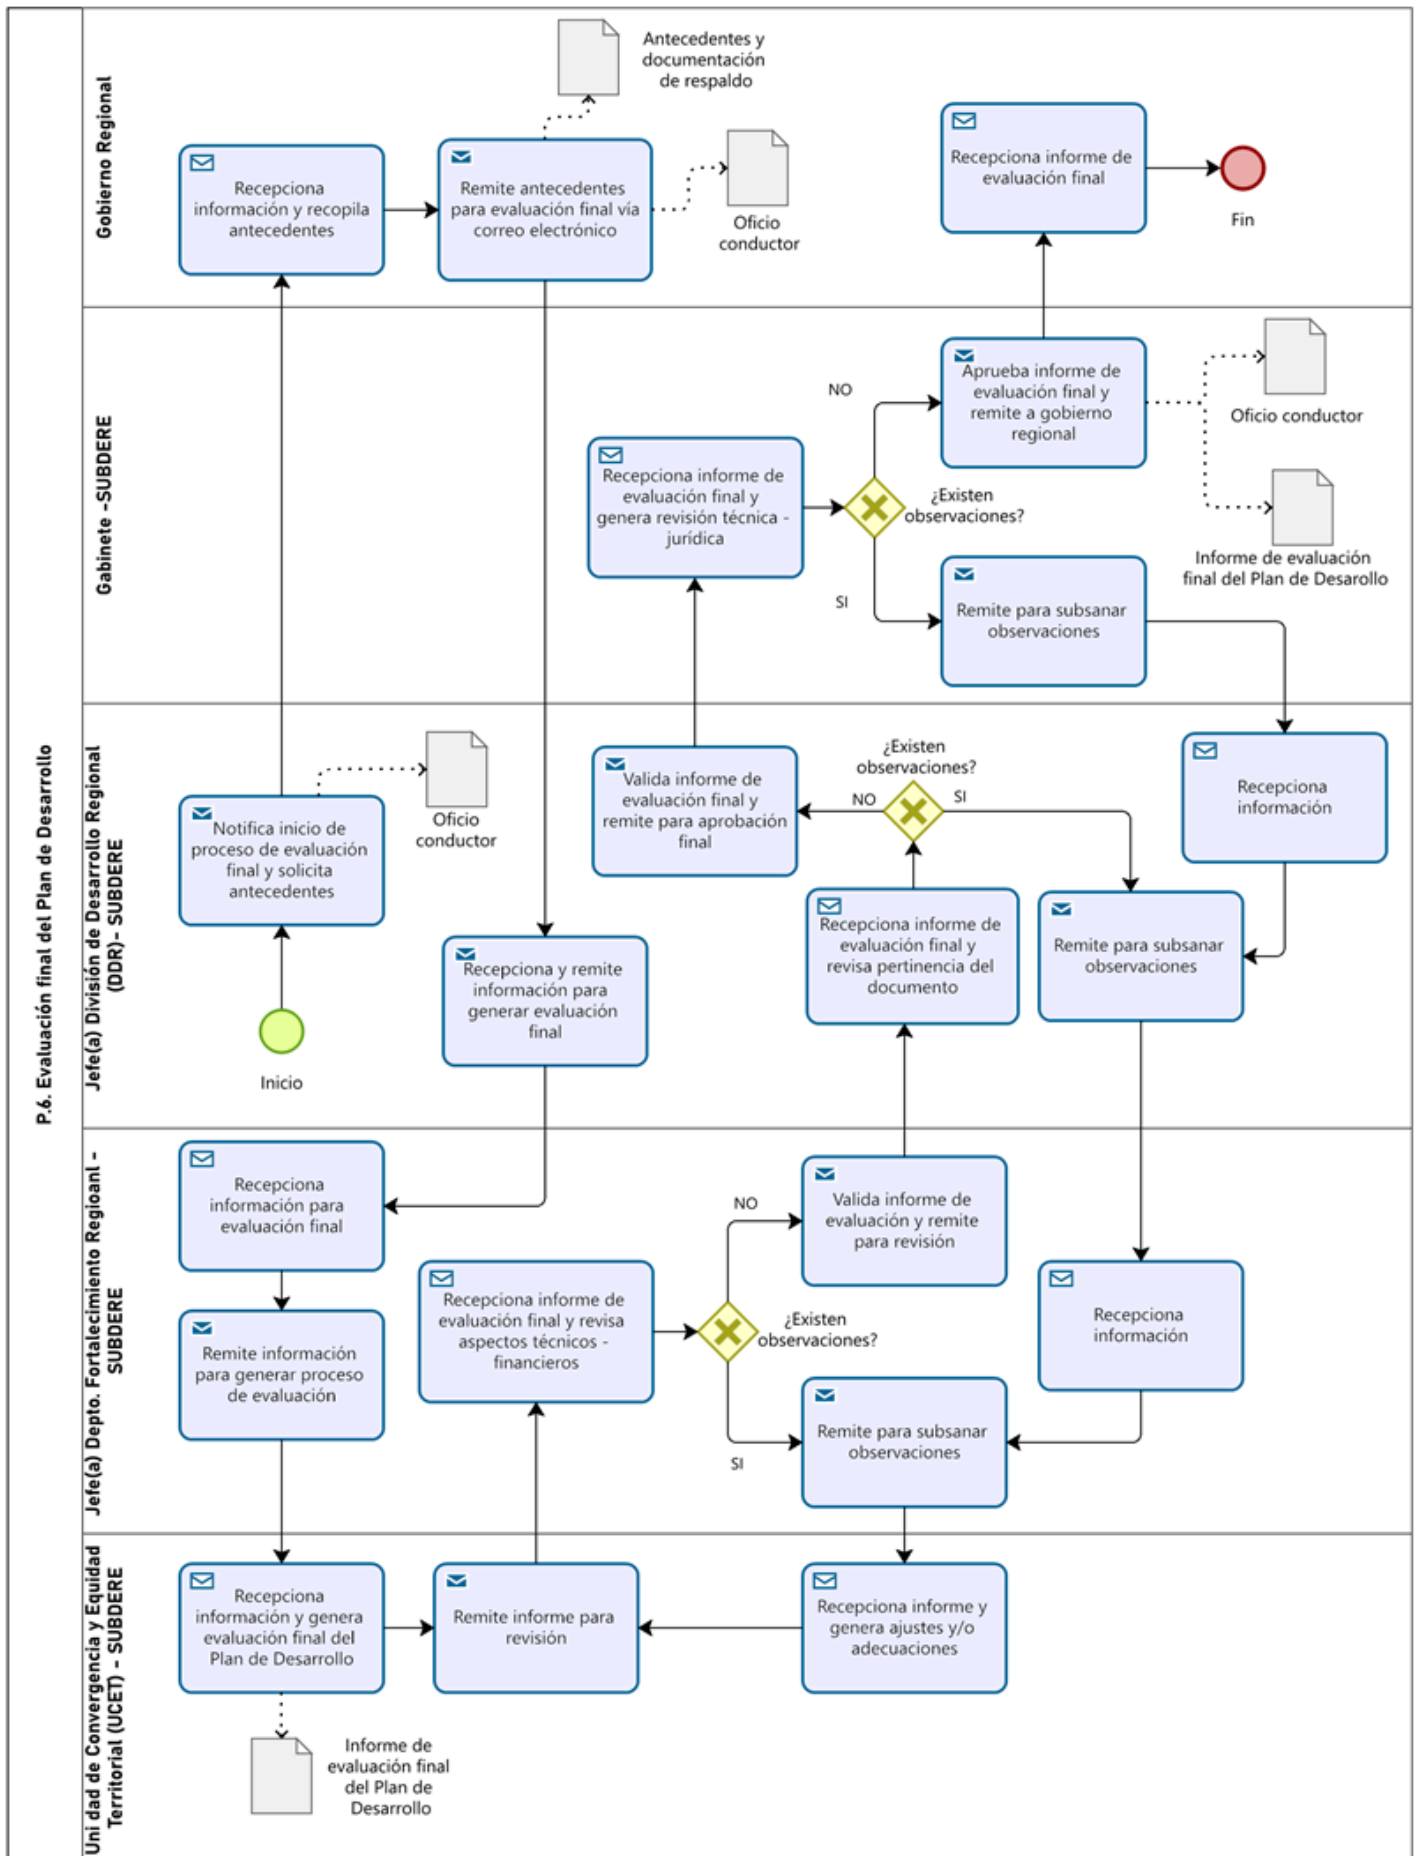 P.6. Evaluación final del Plan de Desarrollo
Gobierno Regional
Antecedentes y
documentación
de respaldo
Recepciona
información y recopila
antecedentes
Remite antecedentes
para evaluación final vía
correo electrónico
Oficio
conductor
Recepciona informe de
evaluación final
Fin
Gabinete -SUBDERE
Recepciona informe de
evaluación final y
genera revisión técnica -
jurídica
¿Existen
observaciones?
NO
SI
Aprueba informe de
evaluación final y
remite a gobierno
regional
Oficio conductor
Informe de evaluación
final del Plan de Desarollo
Remite para subsanar
observaciones
Jefe(a) División de Desarrollo Regional
(DDR)- SUBDERE
Inicio
Notifica inicio de
proceso de evaluación
final y solicita
antecedentes
Oficio
conductor
Recepciona y remite
información para
generar evaluación
final
Valida informe de
evaluación final y
remite para aprobación
final
¿Existen
observaciones?
NO
SI
Recepciona informe de
evaluación final y
revisa pertinencia del
documento
Recepciona
información
Remite para subsanar
observaciones
Jefe(a) Depto. Fortalecimiento Regioanl -
SUBDERE
Recepciona
información para
evaluación final
Remite información
para generar proceso
de evaluación
Recepciona informe de
evaluación final y revisa
aspectos técnicos -
financieros
¿Existen
observaciones?
NO
SI
Valida informe de
evaluación y remite
para revisión
Remite para subsanar
observaciones
Recepciona
información
Uni dad de Convergencia y Equidad
Territorial (UCET) - SUBDERE
Recepciona
información y genera
evaluación final del
Plan de Desarrollo
Remite informe para
revisión
Recepciona informe y
genera ajustes y/o
adecuaciones
Informe de
evaluación final
del Plan de
Desarrollo